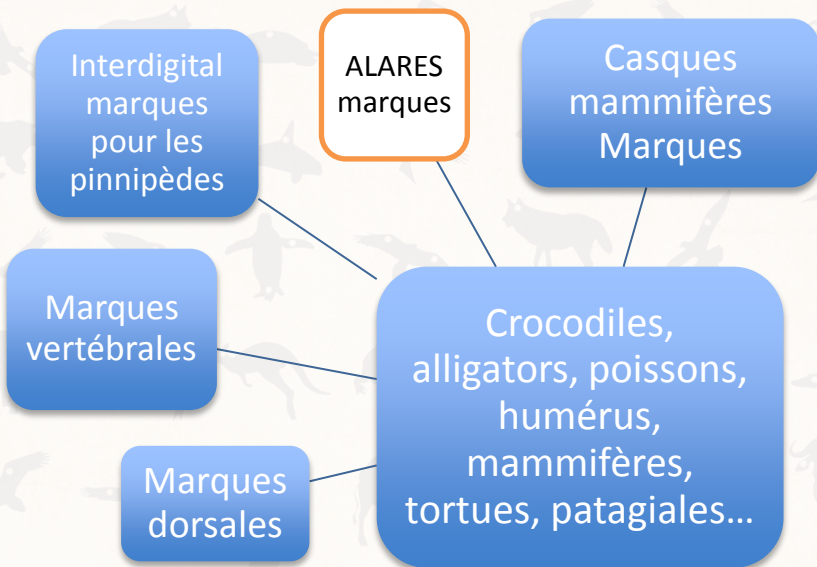 Interdigital
marques
pour les
pinnipèdes
ALARES
marques
Casques
mammifères
Marques
Marques
vertébrales
Crocodiles,
alligators, poissons,
humérus,
mammifères,
tortues, patagiales…
Marques
dorsales